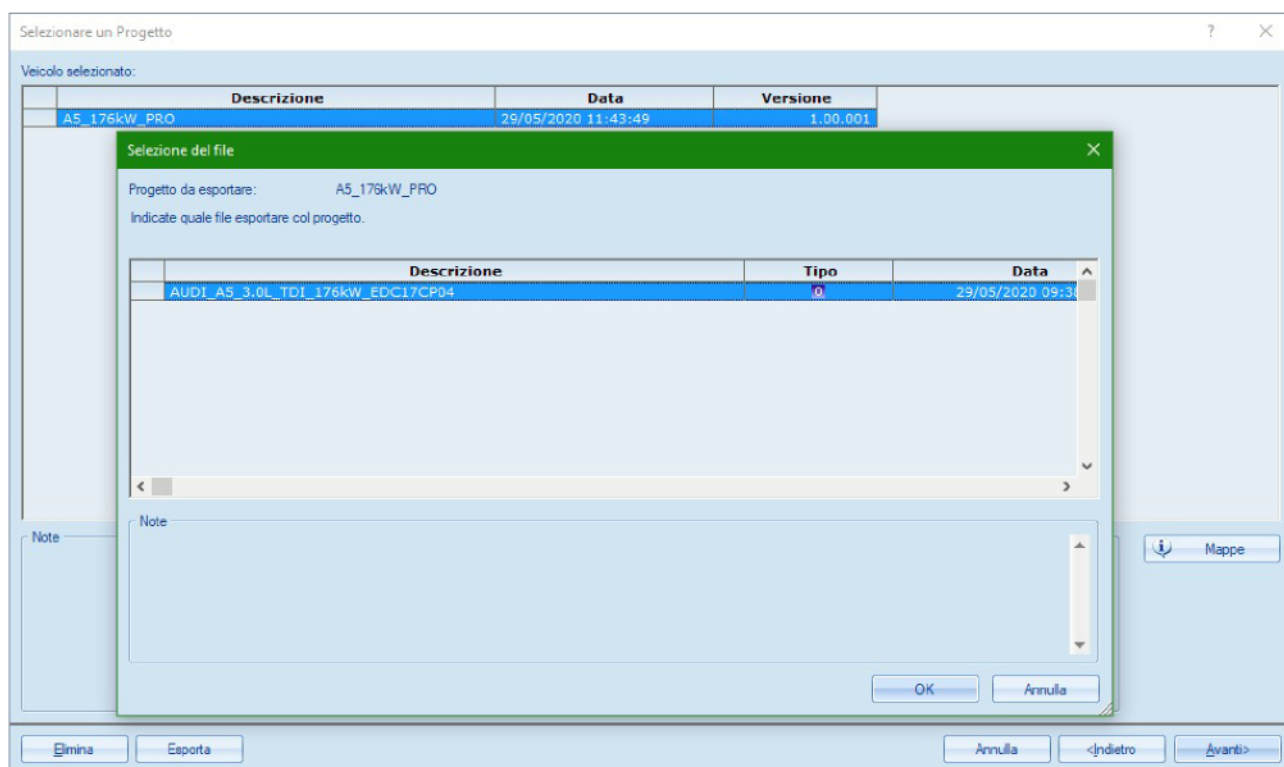 Selezionare un Progetto
Veicolo selezionato:
Descrizione Data Versione
A5_176kW_PRO 29/05/2020 11:43:49 1.00.001
Selezione del file
Progetto da esportare: A5_176kW_PRO
Indicate quale file esportare col progetto.
Descrizione Tipo Data
AUDI_A5_3.0L_TDI_176kW_EDC17CP04 O 29/05/2020 09:38
Note
Note
Mappe
OK Annulla
Elimina Esporta Annulla <Indietro Avanti>